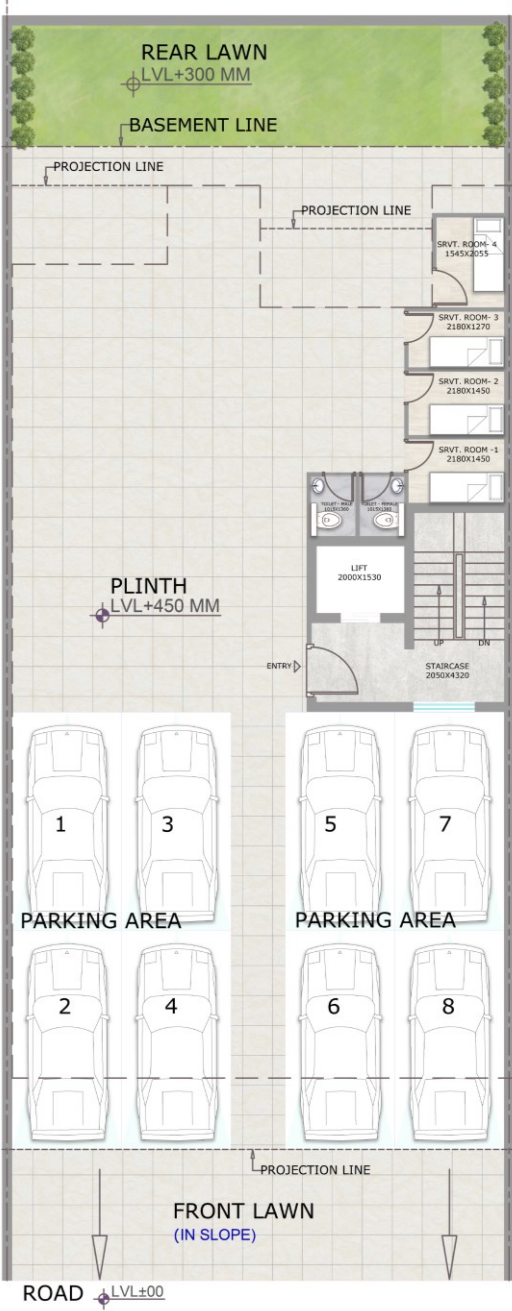 REAR LAWN
LVL+300 MM
BASEMENT LINE
PROJECTION LINE
PROJECTION LINE
SRVT. ROOM- 4
1545X2055
SRVT. ROOM- 3
2180X1270
SRVT. ROOM- 2
2180X1450
SRVT. ROOM -1
2180X1450
LIFT
2000X1530
PLINTH
LVL+450 MM
UP
DN
ENTRY
STAIRCASE
2050X4320
1
3
5
7
PARKING AREA
PARKING AREA
2
4
6
8
PROJECTION LINE
FRONT LAWN
(IN SLOPE)
ROAD
LVL±00